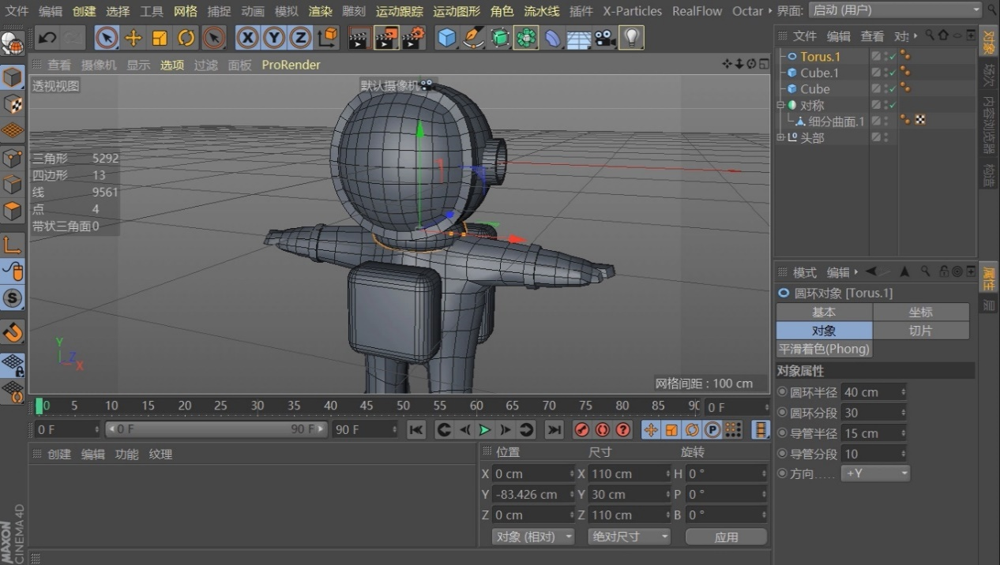 文件 编辑 创建 选择 工具 网格 捕捉 动画 模拟 渲染 雕刻 运动跟踪 运动图形 角色 流水线 插件 X-Particles RealFlow Octar 界面: 启动 (用户)
X Y Z
文件 编辑 查看 对
查看 摄像机 显示 选项 过滤 面板 ProRender
透视视图
默认摄像机
三角形 5292
四边形 13
线 9561
点 4
带状三角面 0
Y
Z
X
网格间距 : 100 cm
Torus.1
Cube.1
Cube
对称
细分曲面.1
头部
对象
场次
内容浏览器
构造
模式 编辑
属性
层
圆环对象 [Torus.1]
基本 坐标
对象 切片
平滑着色(Phong)
对象属性
圆环半径 40 cm
圆环分段 30
导管半径 15 cm
导管分段 10
方向..... +Y
0 5 10 15 20 25 30 35 40 45 50 55 60 65 70 75 80 85 90 0 F
0 F 0 F 90 F 90 F
创建 编辑 功能 纹理
位置 尺寸 旋转
X 0 cm X 110 cm H 0 °
Y -83.426 cm Y 30 cm P 0 °
Z 0 cm Z 110 cm B 0 °
对象 (相对) 绝对尺寸 应用
MAXON
CINEMA 4D